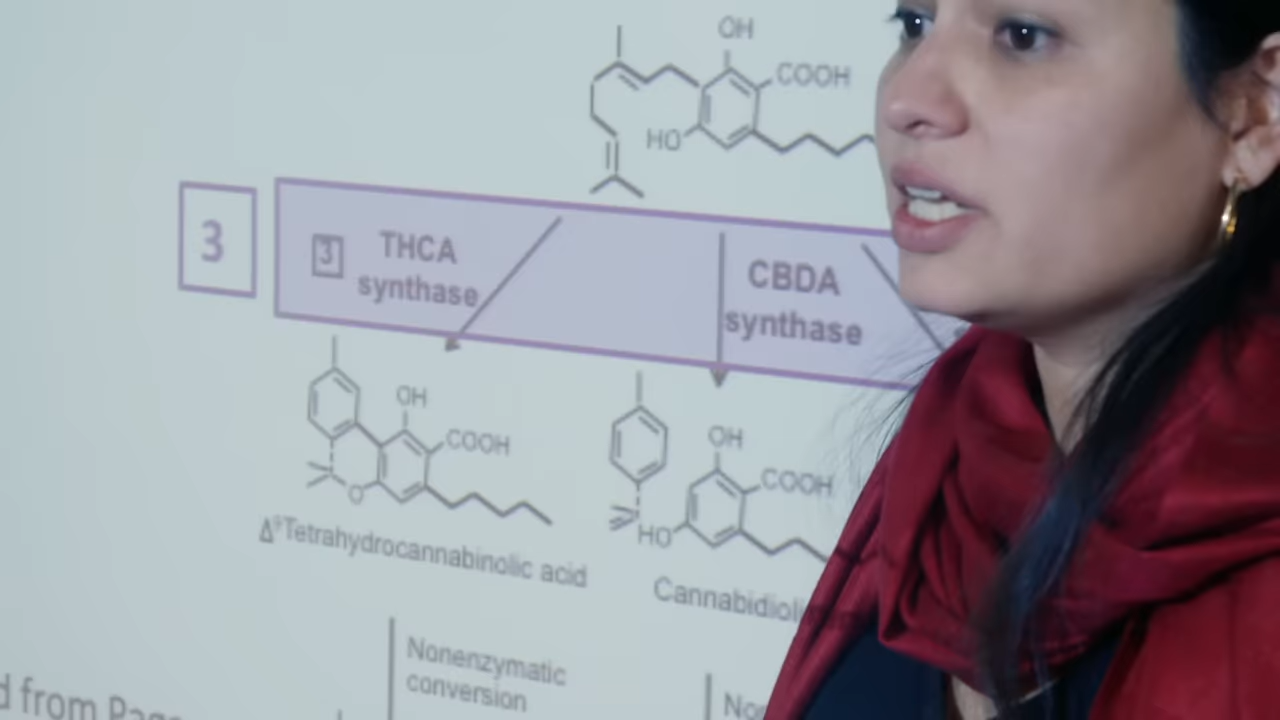 OH
COOH
HO
3
3 THCA
synthase
CBDA
synthase
OH
COOH
O
Δ⁹Tetrahydrocannabinolic acid
OH
COOH
HO
Nonenzymatic
conversion
from